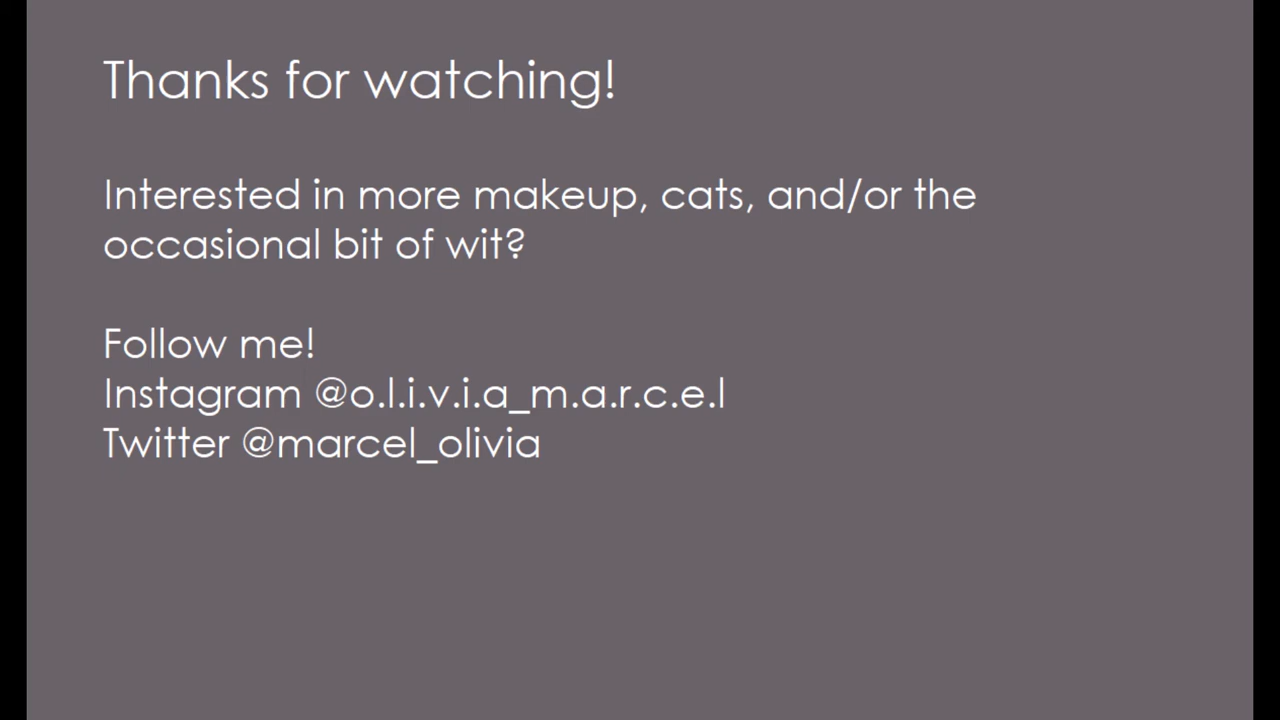 Thanks for watching!
Interested in more makeup, cats, and/or the
occasional bit of wit?
Follow me!
Instagram @o.l.i.v.i.a_m.a.r.c.e.l
Twitter @marcel_olivia